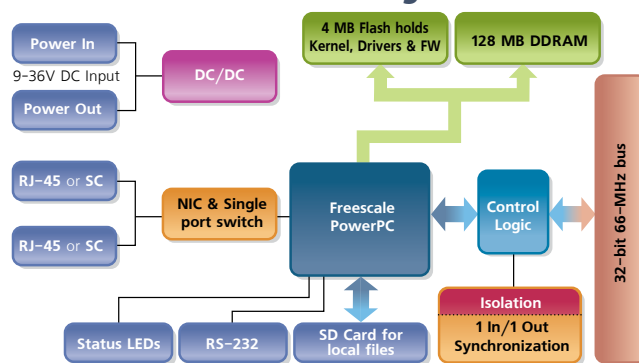 4 MB Flash holds
Kernel, Drivers & FW
128 MB DDRAM
Power In
9-36V DC Input
Power Out
DC/DC
RJ-45 or SC
RJ-45 or SC
NIC & Single
port switch
Freescale
PowerPC
Control
Logic
32-bit 66-MHz bus
Isolation
1 In/1 Out
Synchronization
Status LEDs
RS-232
SD Card for
local files